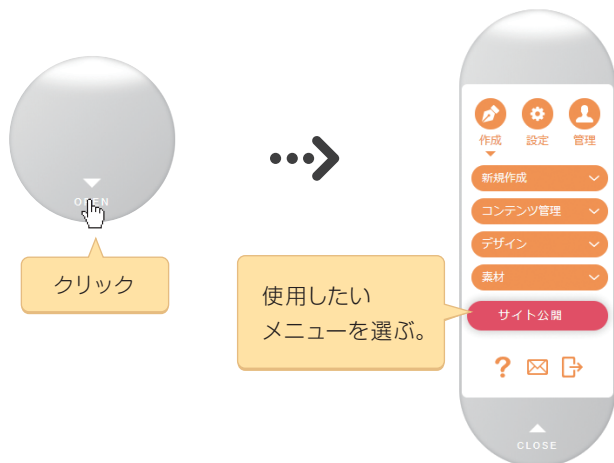 OPEN
クリック
使用したい
メニューを選ぶ。
作成 設定 管理
新規作成
コンテンツ管理
デザイン
素材
サイト公開
?
CLOSE